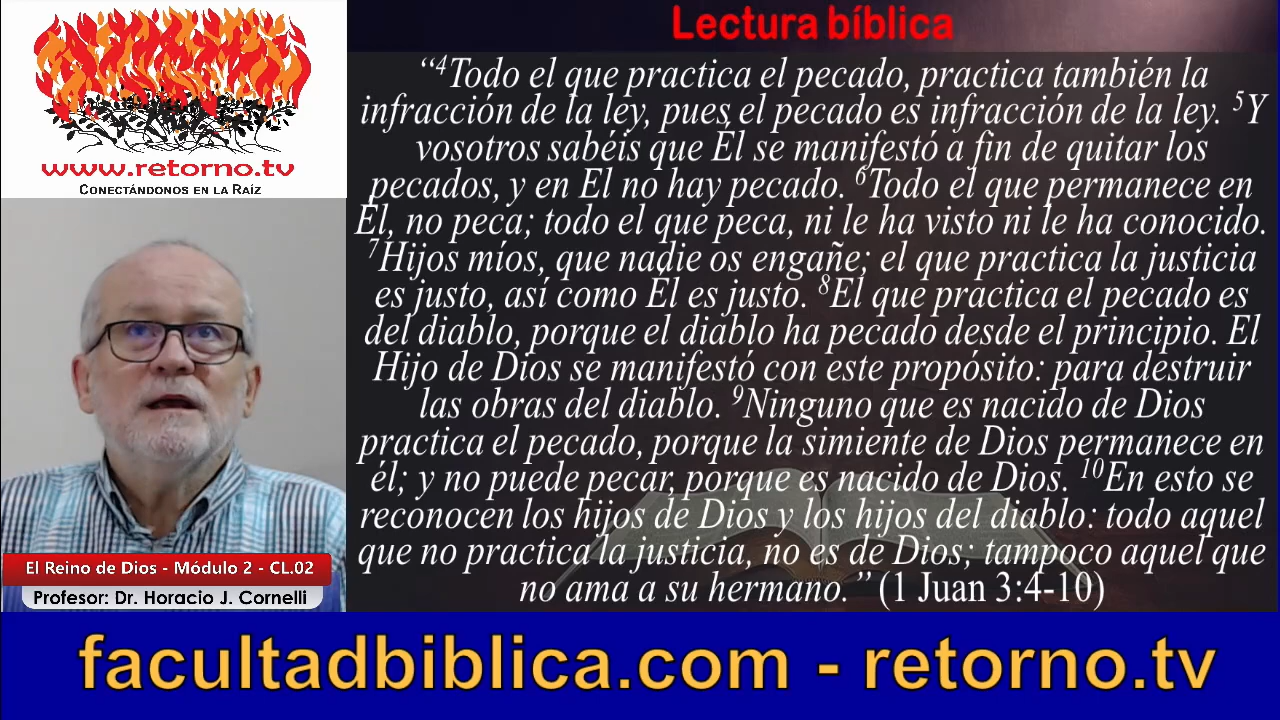 www.retorno.tv
CONECTÁNDONOS EN LA RAÍZ
Lectura bíblica
“⁴Todo el que practica el pecado, practica también la
infracción de la ley, pues el pecado es infracción de la ley. ⁵Y
vosotros sabéis que Él se manifestó a fin de quitar los
pecados, y en Él no hay pecado. ⁶Todo el que permanece en
Él, no peca; todo el que peca, ni le ha visto ni le ha conocido.
⁷Hijos míos, que nadie os engañe; el que practica la justicia
es justo, así como Él es justo. ⁸El que practica el pecado es
del diablo, porque el diablo ha pecado desde el principio. El
Hijo de Dios se manifestó con este propósito: para destruir
las obras del diablo. ⁹Ninguno que es nacido de Dios
practica el pecado, porque la simiente de Dios permanece en
él; y no puede pecar, porque es nacido de Dios. ¹⁰En esto se
reconocen los hijos de Dios y los hijos del diablo: todo aquel
que no practica la justicia, no es de Dios; tampoco aquel que
no ama a su hermano.” (1 Juan 3:4-10)
El Reino de Dios - Módulo 2 - CL.02
Profesor: Dr. Horacio J. Cornelli
facultadbiblica.com - retorno.tv